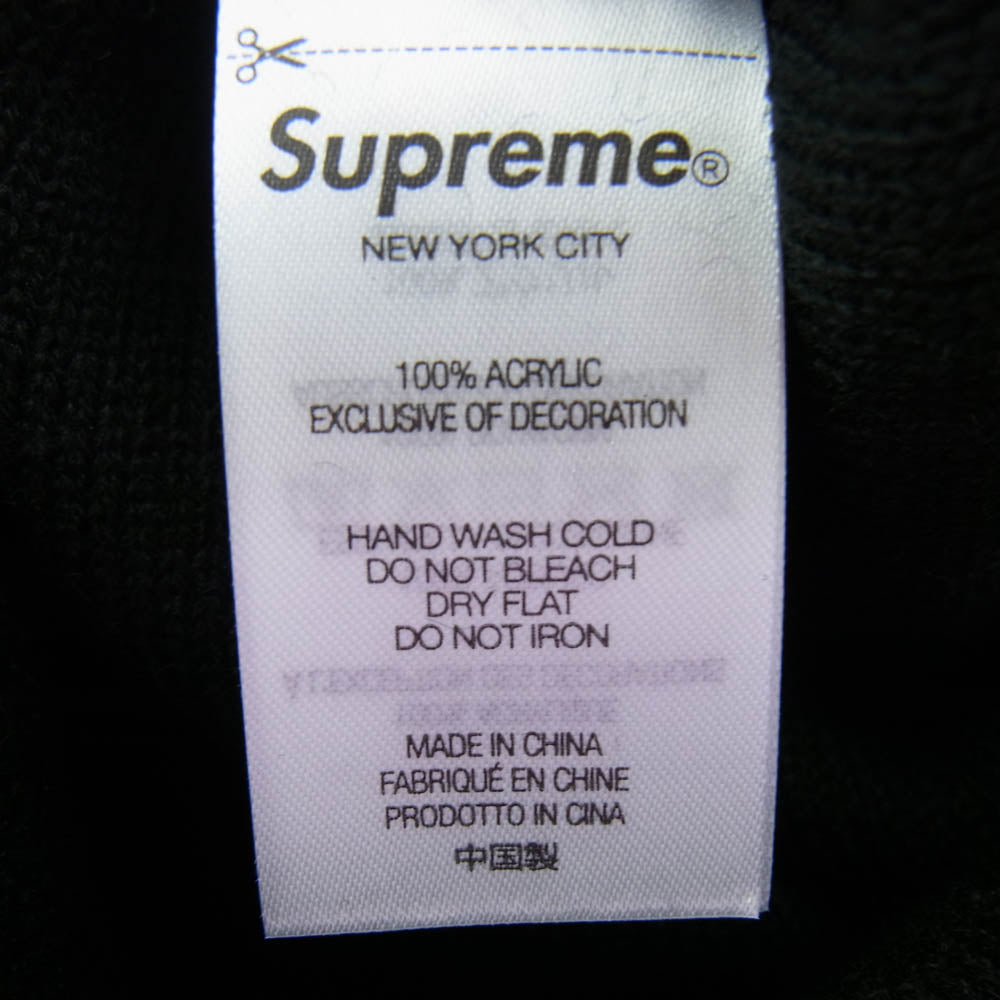 Supreme®
NEW YORK CITY
100% ACRYLIC
EXCLUSIVE OF DECORATION
HAND WASH COLD
DO NOT BLEACH
DRY FLAT
DO NOT IRON
MADE IN CHINA
FABRIQUÉ EN CHINE
PRODOTTO IN CINA
中国製